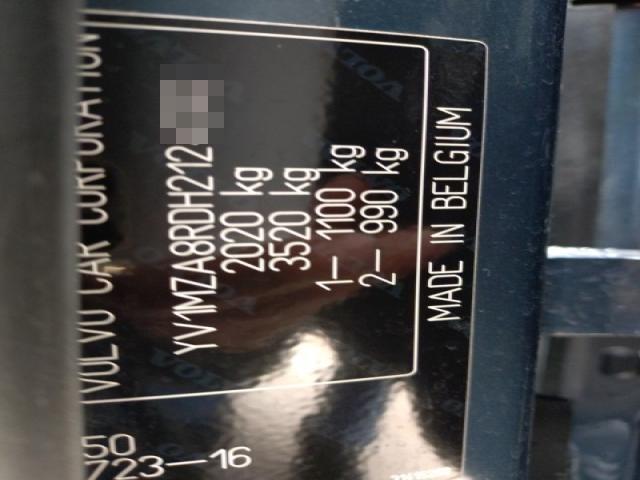 VOLVO CAR CORPORATION
YV1MZA8RDH212
2020 kg
3520 kg
1– 1100 kg
2– 990 kg
MADE IN BELGIUM
50
723–16